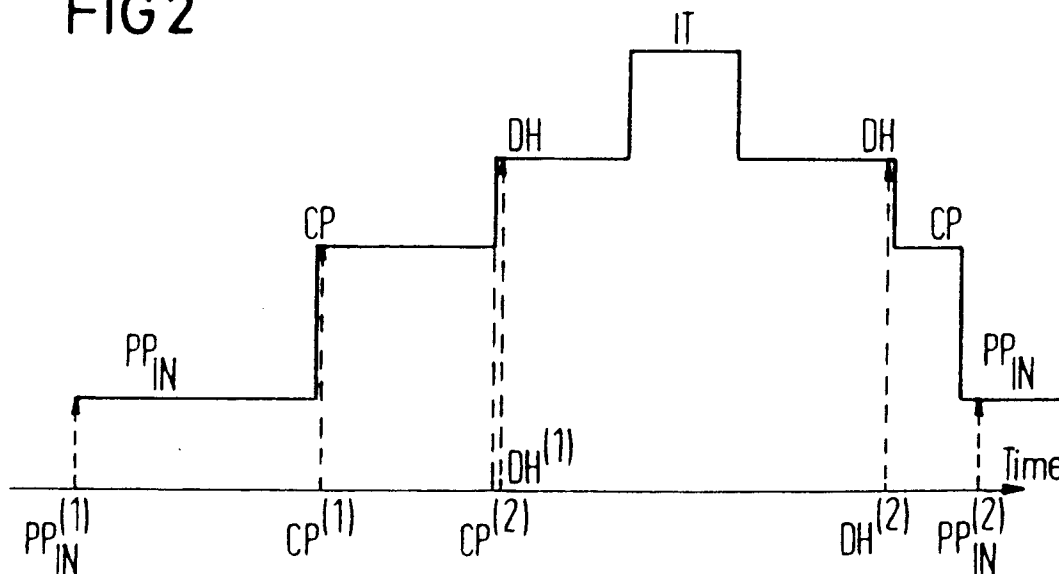 FIG 2
IT
DH DH
CP CP
PP_IN PP_IN
DH^(1) Time
PP_IN^(1) CP^(1) CP^(2) DH^(2) PP_IN^(2)